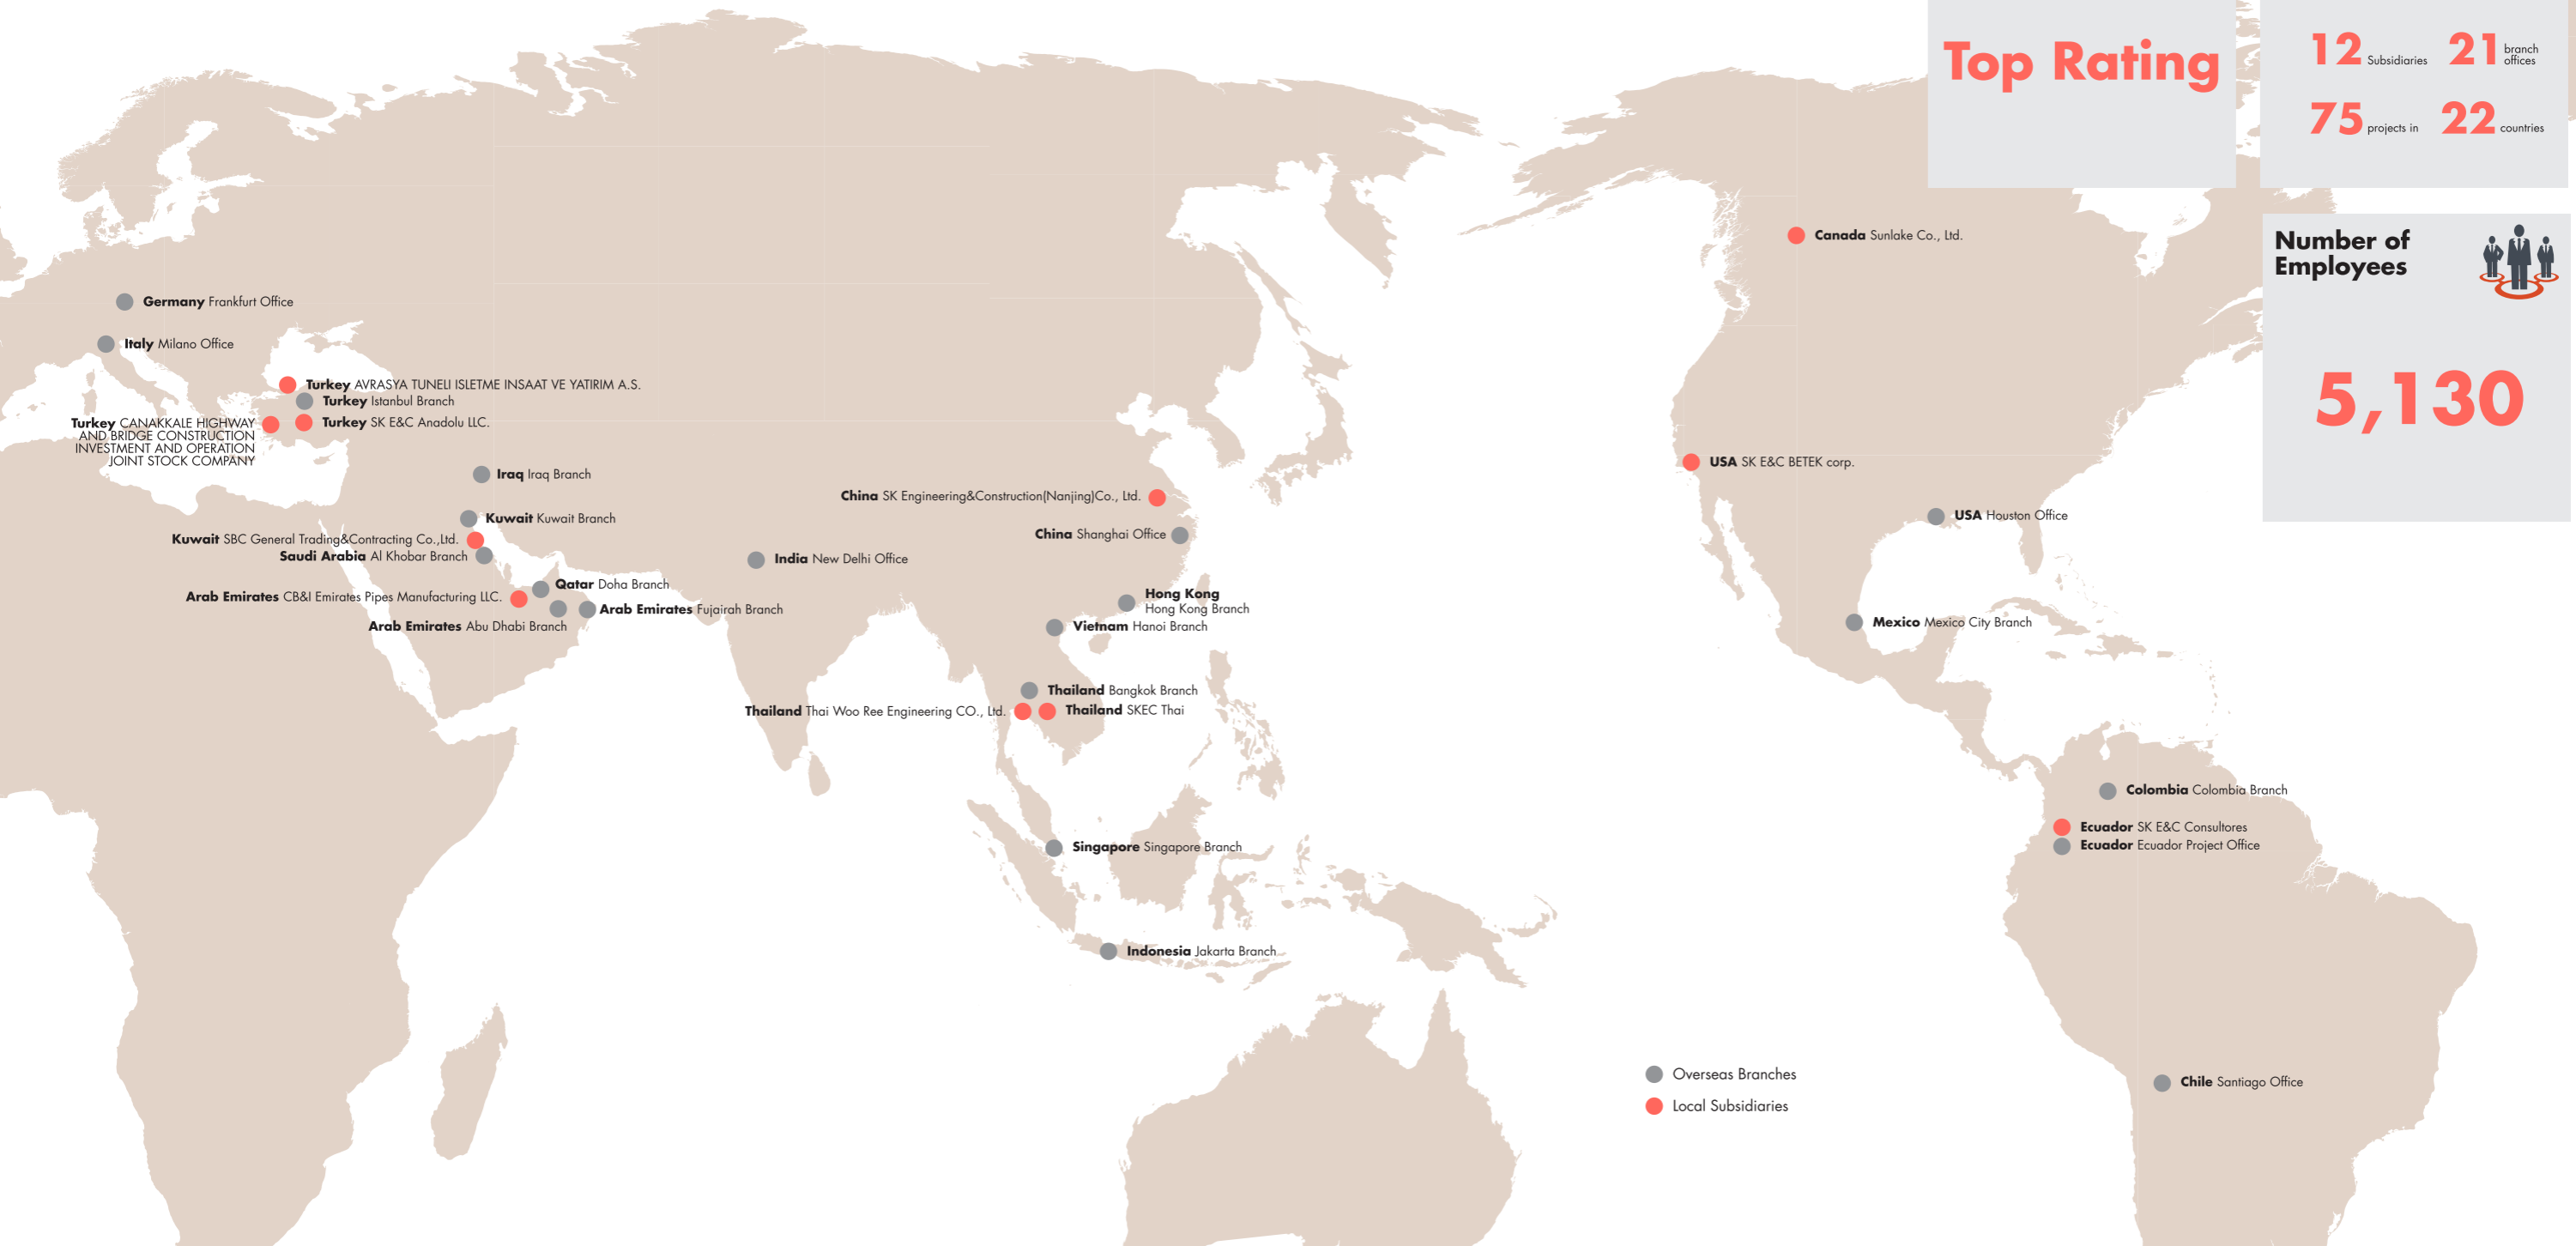 Top Rating
12 Subsidiaries 21 branch offices
75 projects in 22 countries
Number of
Employees
5,130
Canada Sunlake Co., Ltd.
Germany Frankfurt Office
Italy Milano Office
Turkey AVRASYA TUNELI ISLETME INSAAT VE YATIRIM A.S.
Turkey Istanbul Branch
Turkey SK E&C Anadolu LLC.
Turkey CANAKKALE HIGHWAY
AND BRIDGE CONSTRUCTION
INVESTMENT AND OPERATION
JOINT STOCK COMPANY
Iraq Iraq Branch
Kuwait Kuwait Branch
Kuwait SBC General Trading&Contracting Co.,Ltd.
Saudi Arabia Al Khobar Branch
Qatar Doha Branch
Arab Emirates CB&I Emirates Pipes Manufacturing LLC.
Arab Emirates Fujairah Branch
Arab Emirates Abu Dhabi Branch
India New Delhi Office
China SK Engineering&Construction(Nanjing)Co., Ltd.
China Shanghai Office
Hong Kong
Hong Kong Branch
Vietnam Hanoi Branch
Thailand Bangkok Branch
Thailand Thai Woo Ree Engineering CO., Ltd.
Thailand SKEC Thai
Singapore Singapore Branch
Indonesia Jakarta Branch
USA SK E&C BETEK corp.
USA Houston Office
Mexico Mexico City Branch
Colombia Colombia Branch
Ecuador SK E&C Consultores
Ecuador Ecuador Project Office
Chile Santiago Office
Overseas Branches
Local Subsidiaries